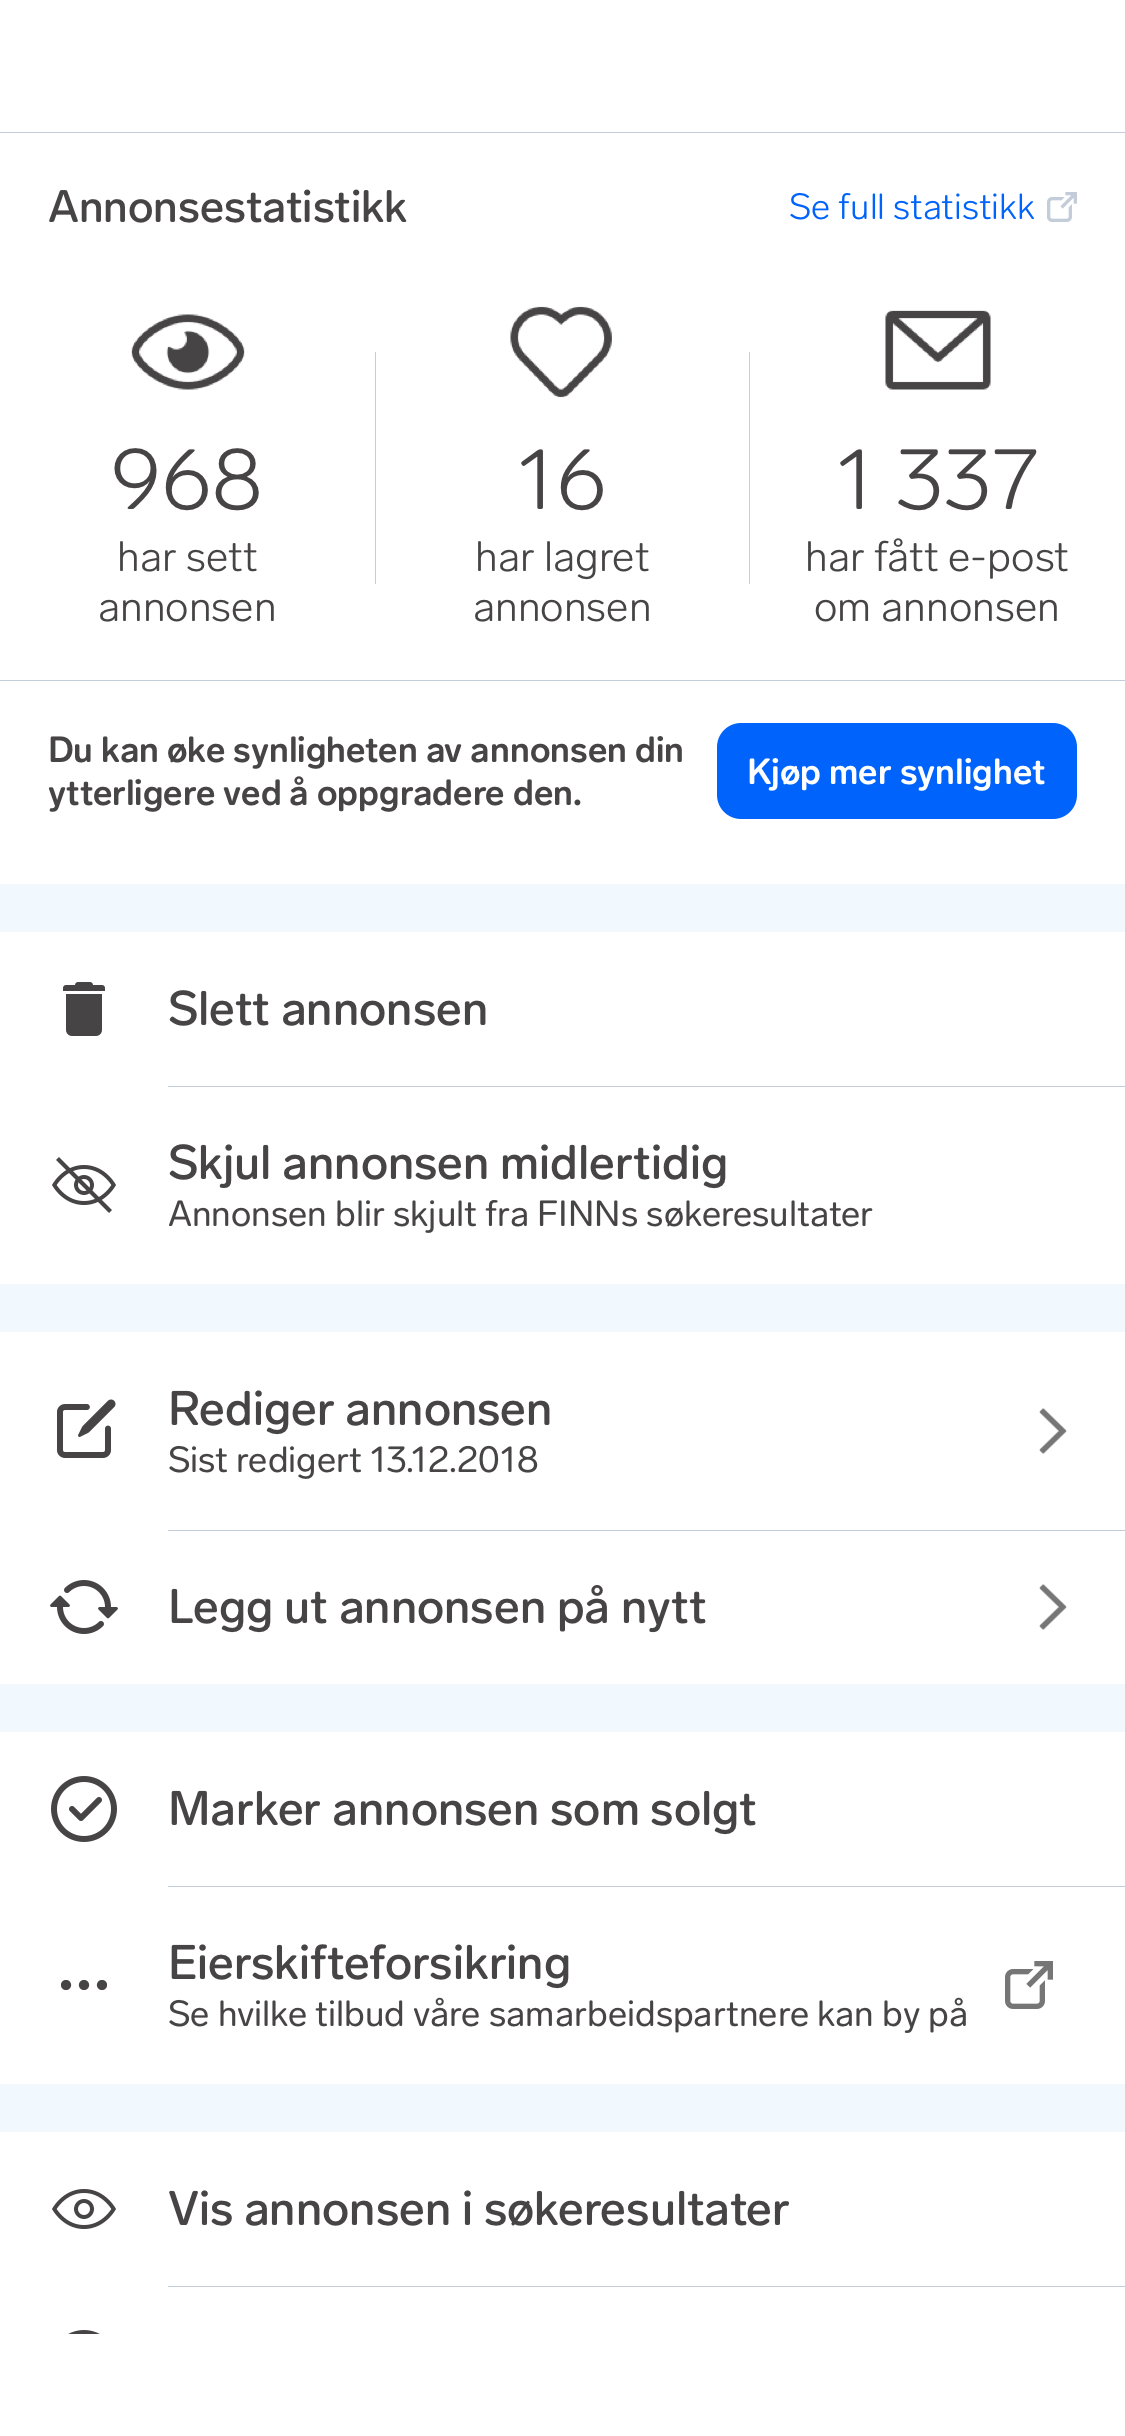 Annonsestatistikk
Se full statistikk
968
har sett
annonsen
16
har lagret
annonsen
1 337
har fått e-post
om annonsen
Du kan øke synligheten av annonsen din
ytterligere ved å oppgradere den.
Kjøp mer synlighet
Slett annonsen
Skjul annonsen midlertidig
Annonsen blir skjult fra FINNs søkeresultater
Rediger annonsen
Sist redigert 13.12.2018
Legg ut annonsen på nytt
Marker annonsen som solgt
Eierskifteforsikring
Se hvilke tilbud våre samarbeidspartnere kan by på
Vis annonsen i søkeresultater